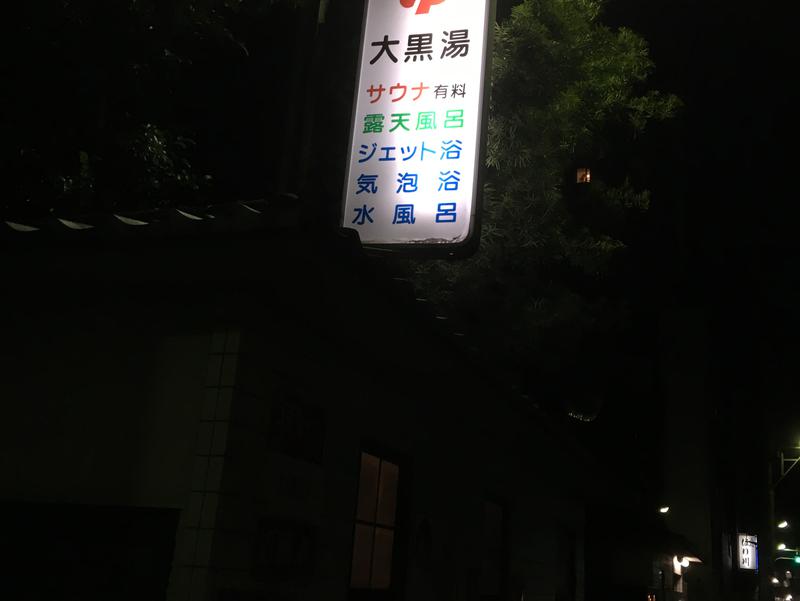 大黒湯
サウナ有料
露天風呂
ジェット浴
気泡浴
水風呂